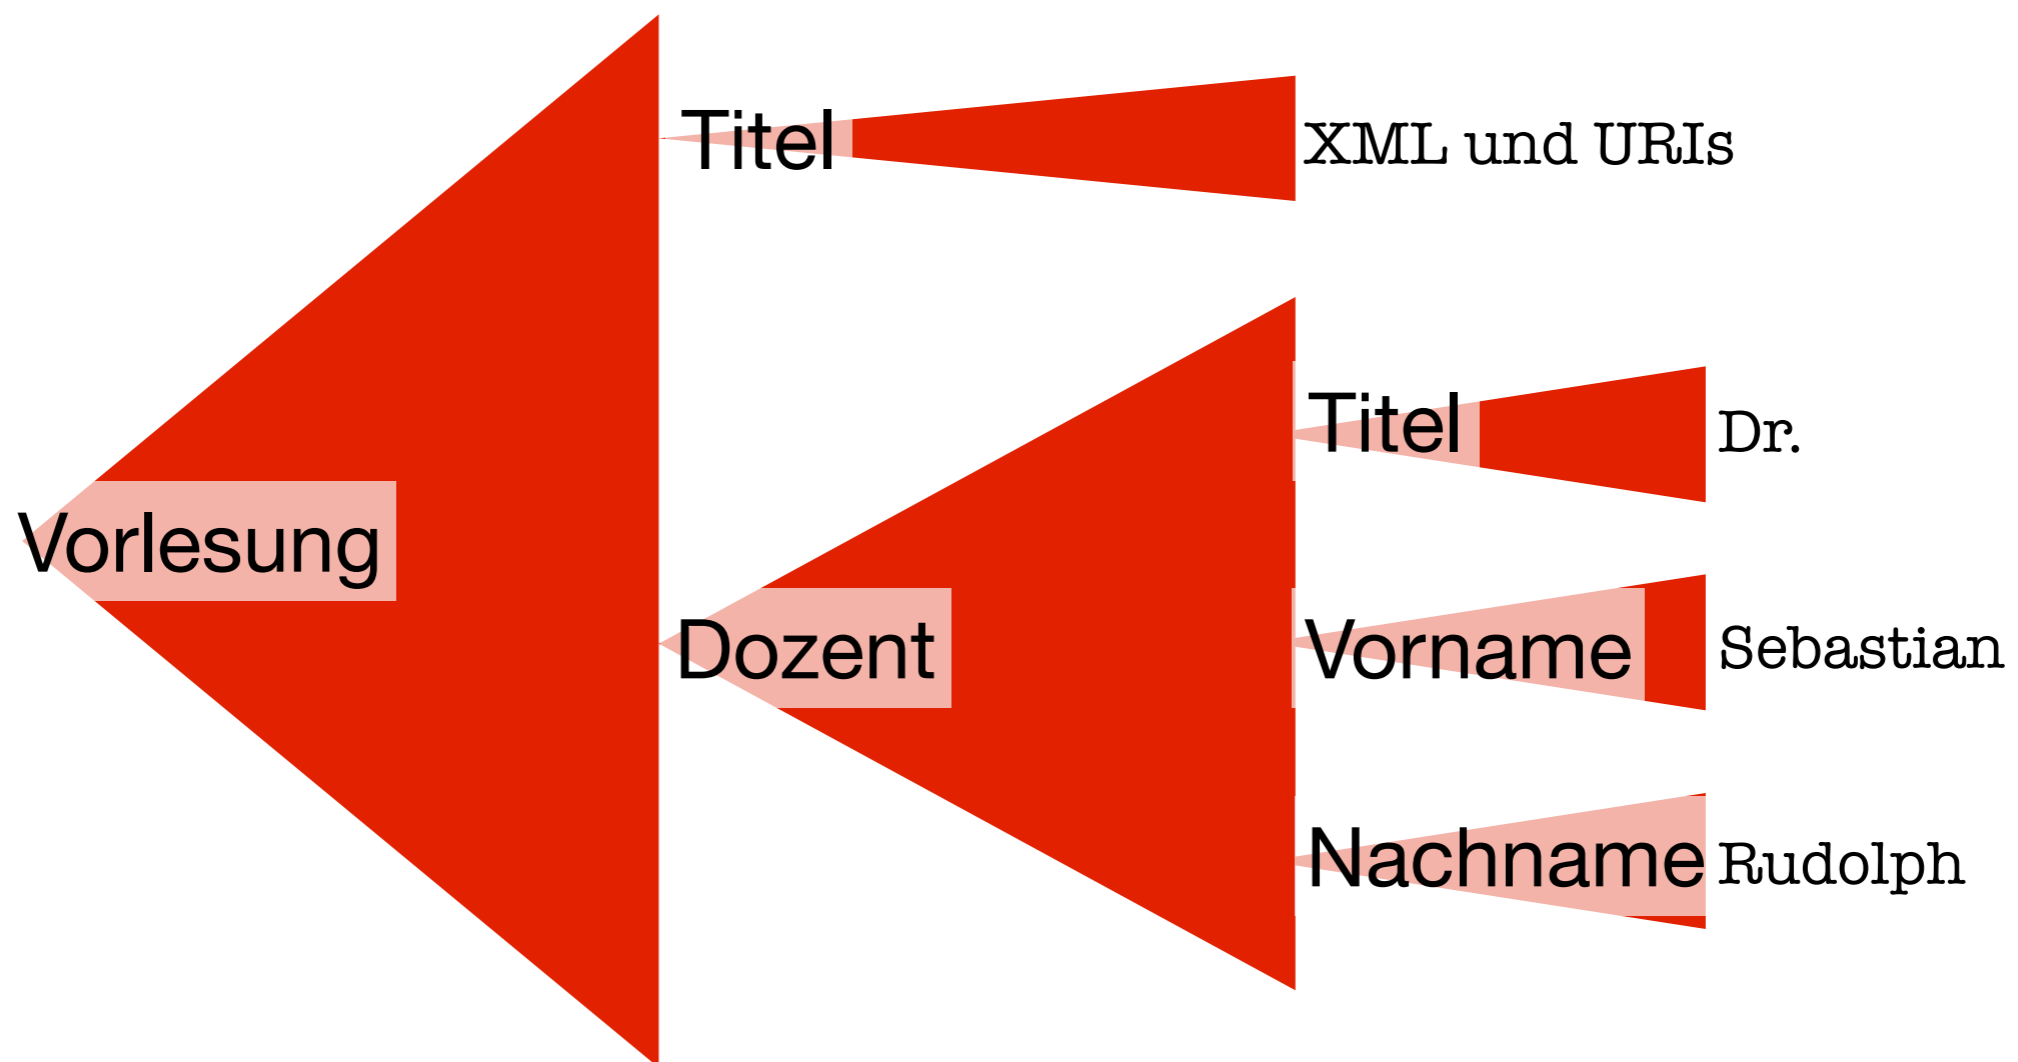 Titel
XML und URIs
Titel
Dr.
Vorlesung
Dozent
Vorname
Sebastian
Nachname
Rudolph